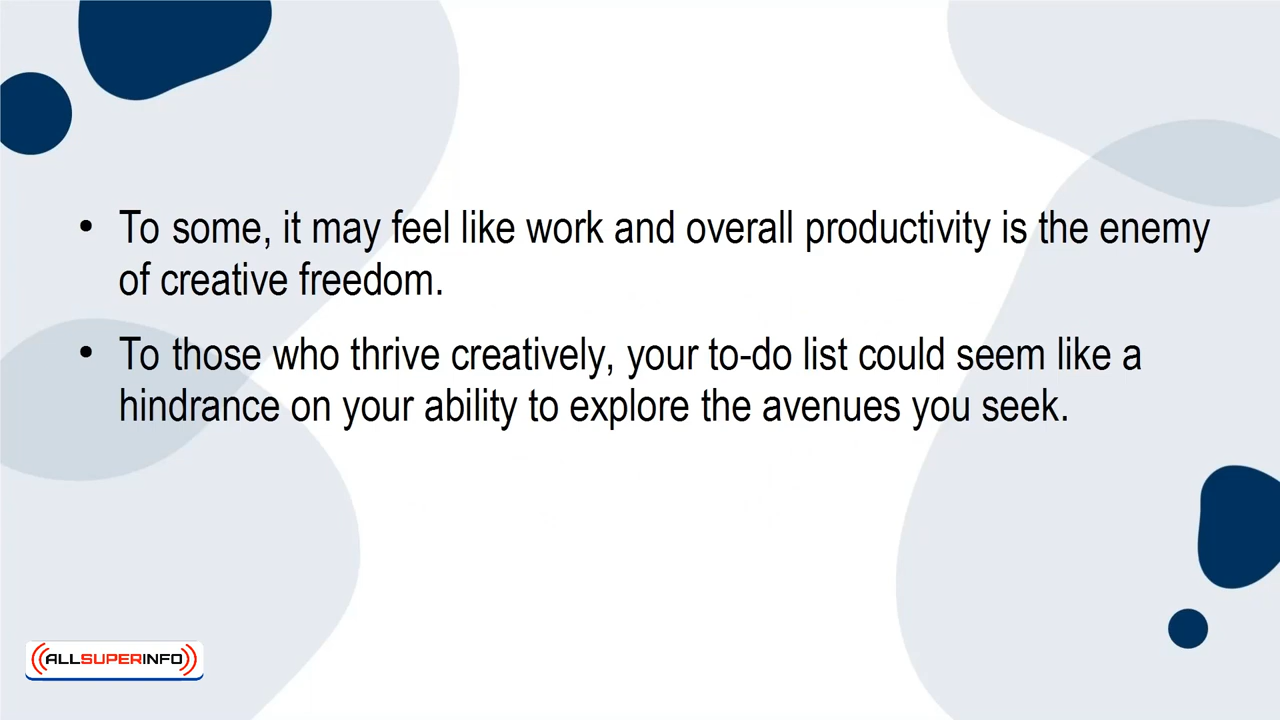 • To some, it may feel like work and overall productivity is the enemy
of creative freedom.
• To those who thrive creatively, your to-do list could seem like a
hindrance on your ability to explore the avenues you seek.
ALLSUPERINFO